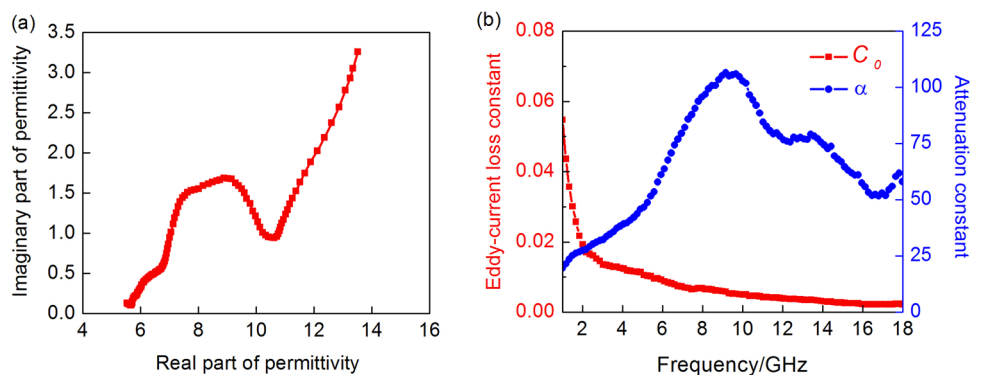 (a)
Imaginary part of permittivity
3.5
3.0
2.5
2.0
1.5
1.0
0.5
0.0
4 6 8 10 12 14 16
Real part of permittivity
(b)
Eddy-current loss constant
0.08
0.06
0.04
0.02
0.00
C₀
α
125
100
75
50
25
0
Attenuation constant
2 4 6 8 10 12 14 16 18
Frequency/GHz